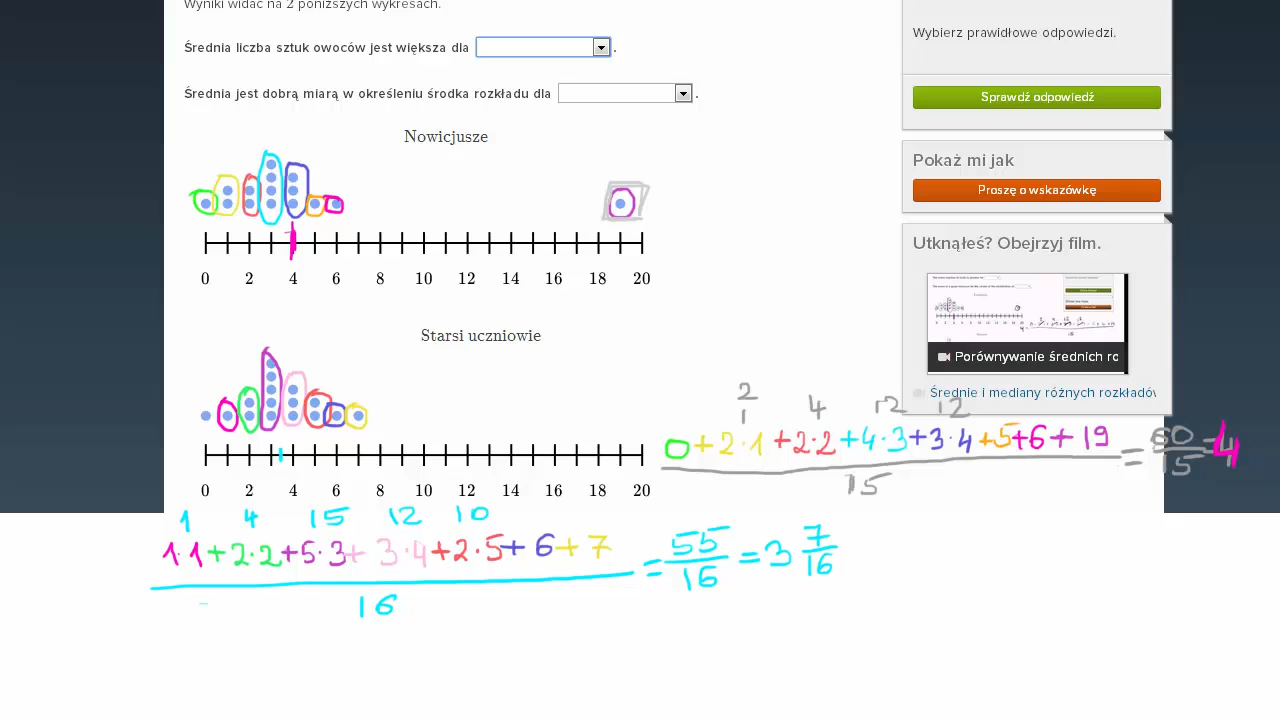 Wyniki widać na 2 poniższych wykresach.
Średnia liczba sztuk owoców jest większa dla .
Średnia jest dobrą miarą w określeniu środka rozkładu dla .
Wybierz prawidłowe odpowiedzi.
Sprawdź odpowiedź
Pokaż mi jak
Proszę o wskazówkę
Utknąłeś? Obejrzyj film.
Porównywanie średnich ro
Średnie i mediany różnych rozkładów
Nowicjusze
0 2 4 6 8 10 12 14 16 18 20
Starsi uczniowie
0 2 4 6 8 10 12 14 16 18 20
2 4 12 12
0 + 2·1 + 2·2 + 4·3 + 3·4 + 5 + 6 + 19 = 60/15 = 4
15
1 4 15 12 10
1·1 + 2·2 + 5·3 + 3·4 + 2·5 + 6 + 7 = 55/16 = 3 7/16
16